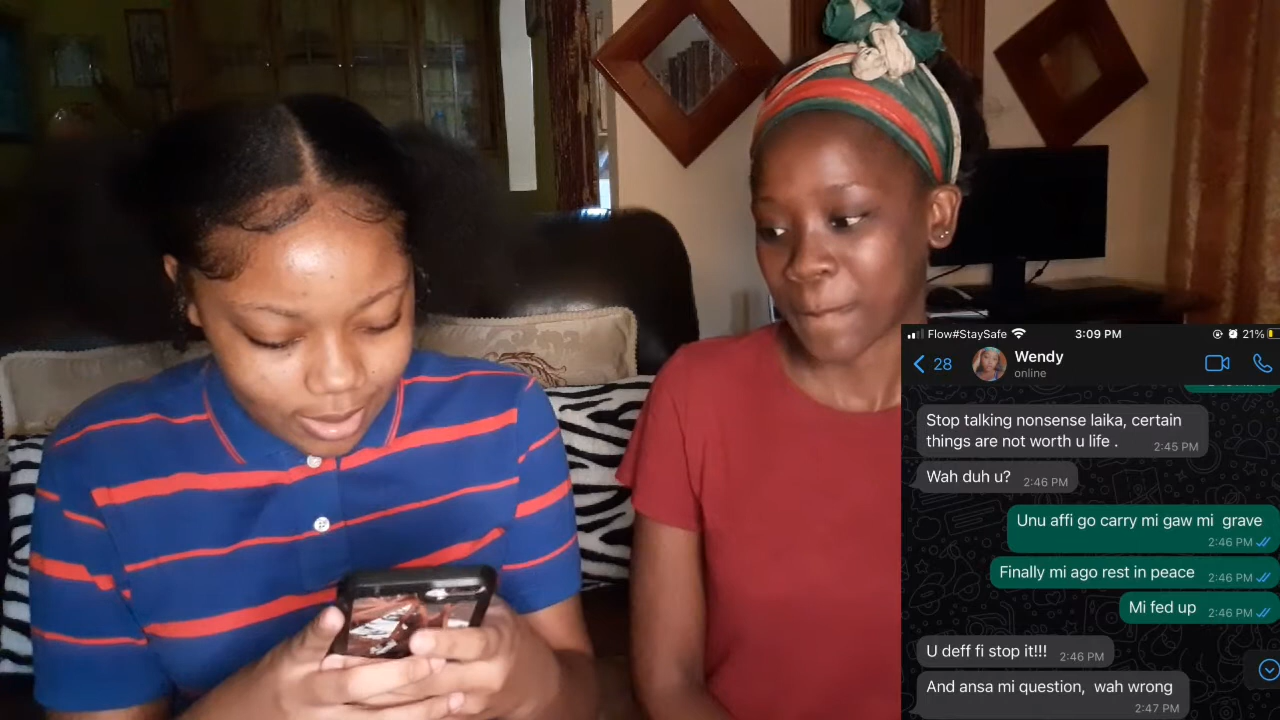 Flow#StaySafe 3:09 PM 21%
28 Wendy
online
Stop talking nonsense laika, certain
things are not worth u life .
2:45 PM
Wah duh u? 2:46 PM
Unu affi go carry mi gaw mi grave
2:46 PM
Finally mi ago rest in peace 2:46 PM
Mi fed up 2:46 PM
U deff fi stop it!!! 2:46 PM
And ansa mi question, wah wrong
2:47 PM